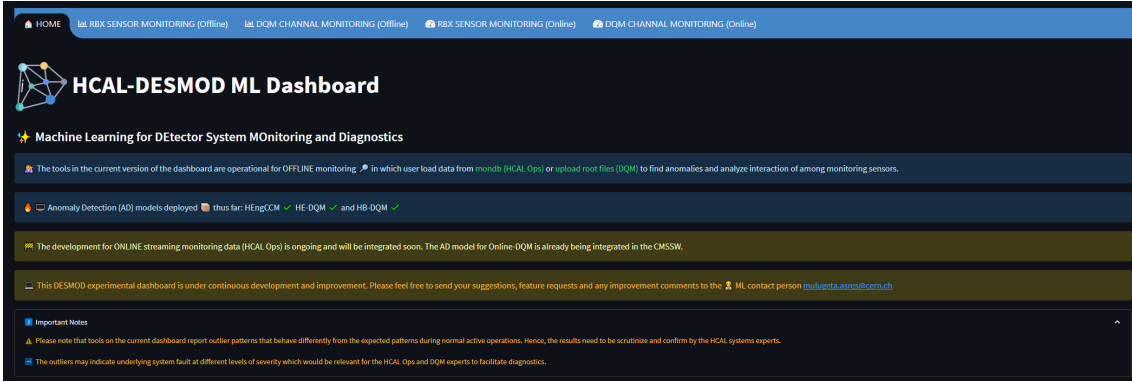 HOME RBX SENSOR MONITORING (Offline) DQM CHANNAL MONITORING (Offline) RBX SENSOR MONITORING (Online) DQM CHANNAL MONITORING (Online)
HCAL-DESMOD ML Dashboard
Machine Learning for DEtector System MOnitoring and Diagnostics
The tools in the current version of the dashboard are operational for OFFLINE monitoring 🔎 in which user load data from mondb (HCAL Ops) or upload root files (DQM) to find anomalies and analyze interaction of among monitoring sensors.
Anomaly Detection (AD) models deployed thus far: HEngCCM ✓ HE-DQM ✓ and HB-DQM ✓
The development for ONLINE streaming monitoring data (HCAL Ops) is ongoing and will be integrated soon. The AD model for Online-DQM is already being integrated in the CMSSW.
This DESMOD experimental dashboard is under continuous development and improvement. Please feel free to send your suggestions, feature requests and any improvement comments to the ML contact person mulugeta.asres@cern.ch
Important Notes
Please note that tools on the current dashboard report outlier patterns that behave differently from the expected patterns during normal active operations. Hence, the results need to be scrutinize and confirm by the HCAL systems experts.
The outliers may indicate underlying system fault at different levels of severity which would be relevant for the HCAL Ops and DQM experts to facilitate diagnostics.